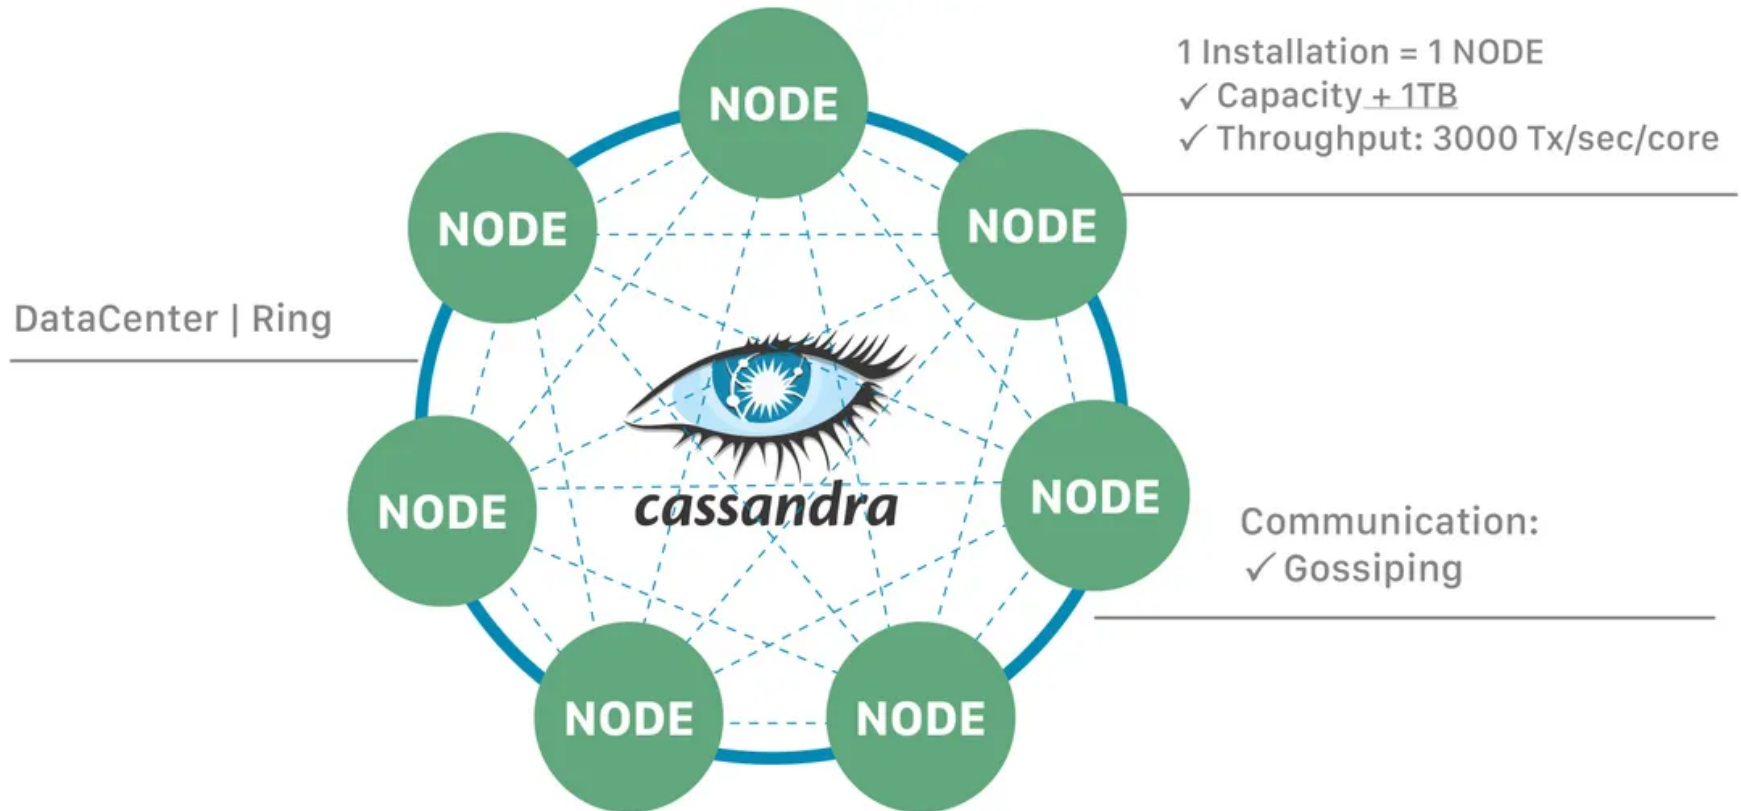 NODE
1 Installation = 1 NODE
✓ Capacity + 1TB
✓ Throughput: 3000 Tx/sec/core
NODE
NODE
DataCenter | Ring
NODE
NODE
cassandra
Communication:
✓ Gossiping
NODE
NODE